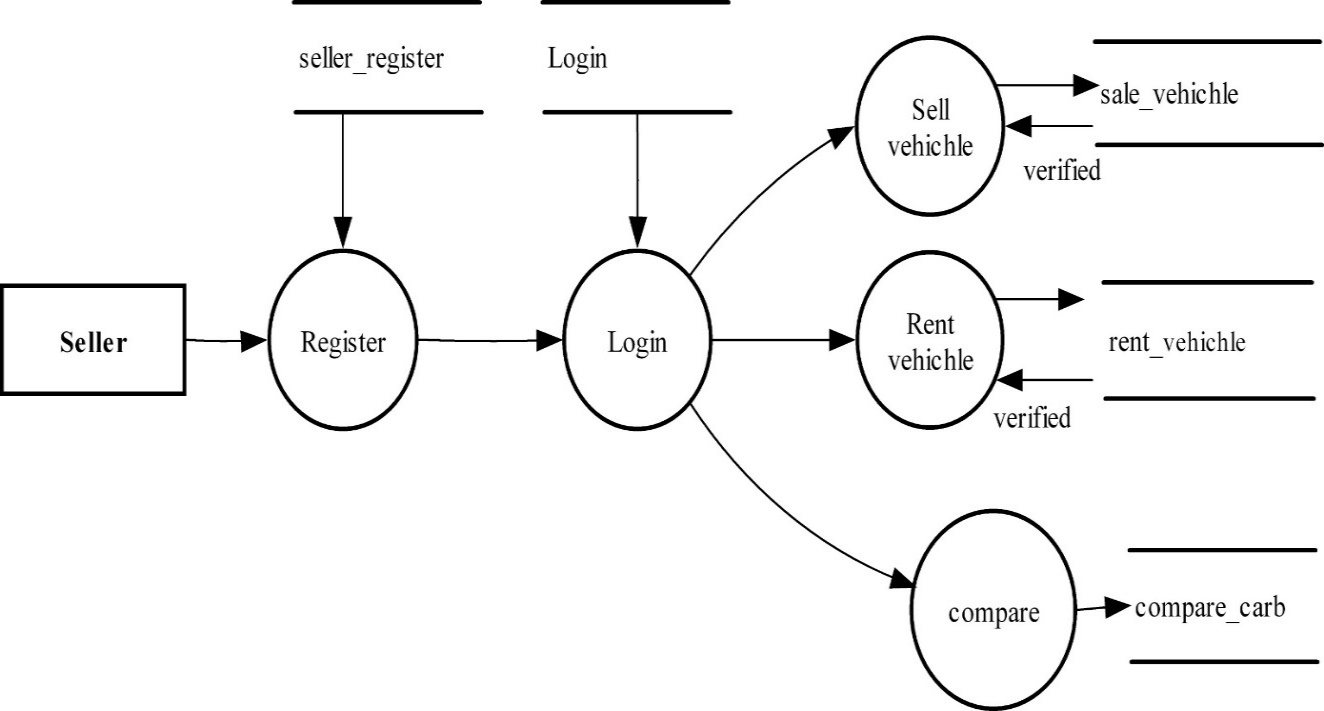 seller_register
Login
Sell
vehichle
sale_vehichle
verified
Seller
Register
Login
Rent
vehichle
rent_vehichle
verified
compare
compare_carb